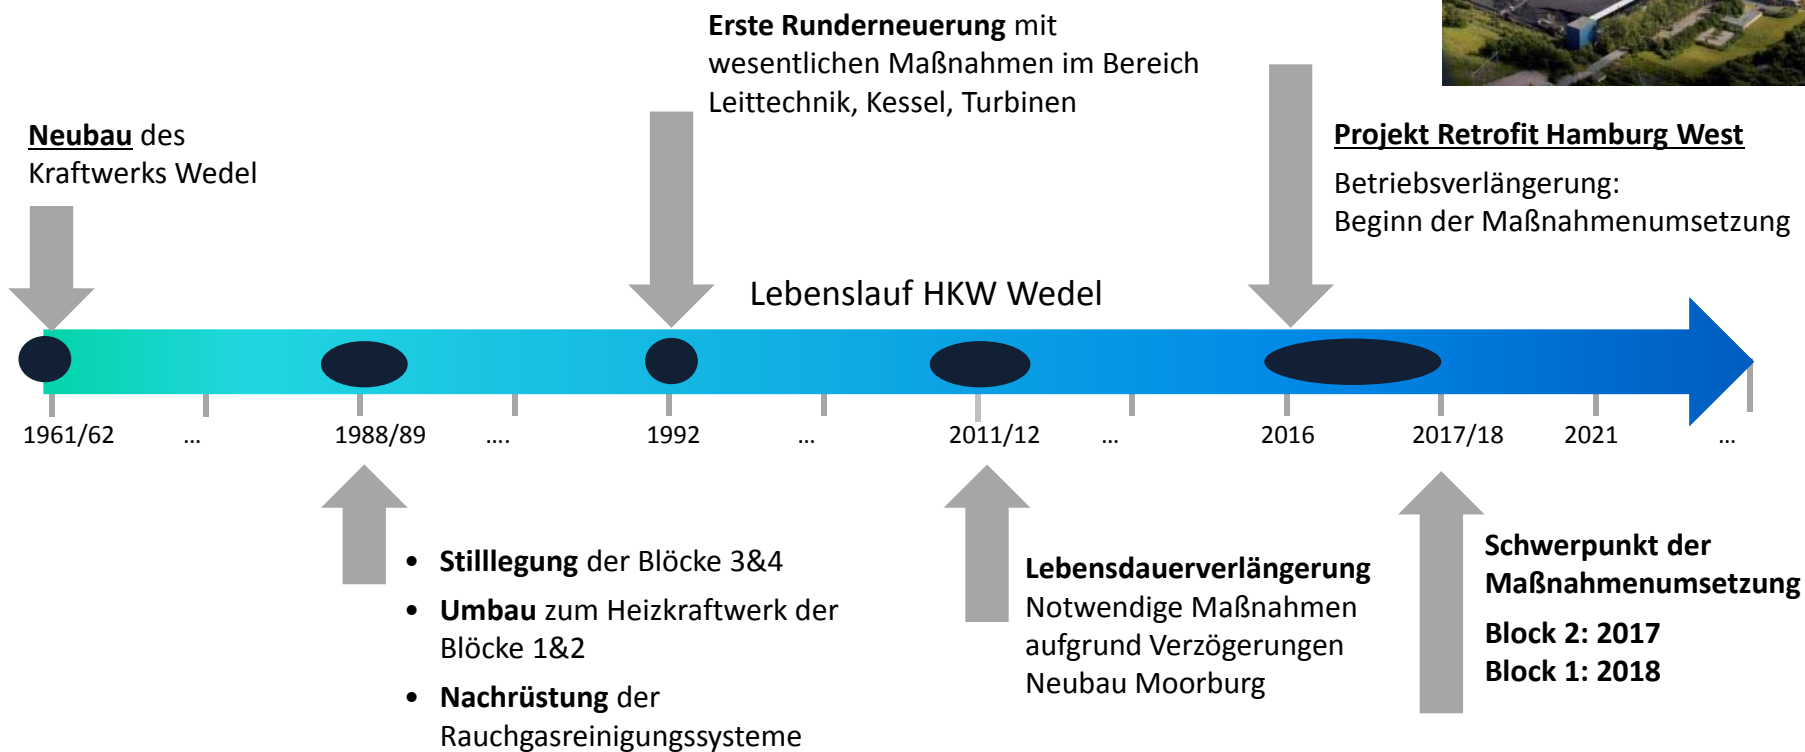 Erste Runderneuerung mit
wesentlichen Maßnahmen im Bereich
Leittechnik, Kessel, Turbinen
Neubau des
Kraftwerks Wedel
Projekt Retrofit Hamburg West
Betriebsverlängerung:
Beginn der Maßnahmenumsetzung
Lebenslauf HKW Wedel
1961/62 ... 1988/89 .... 1992 ... 2011/12 ... 2016 2017/18 2021 ...
• Stilllegung der Blöcke 3&4
• Umbau zum Heizkraftwerk der
Blöcke 1&2
• Nachrüstung der
Rauchgasreinigungssysteme
Lebensdauerverlängerung
Notwendige Maßnahmen
aufgrund Verzögerungen
Neubau Moorburg
Schwerpunkt der
Maßnahmenumsetzung
Block 2: 2017
Block 1: 2018